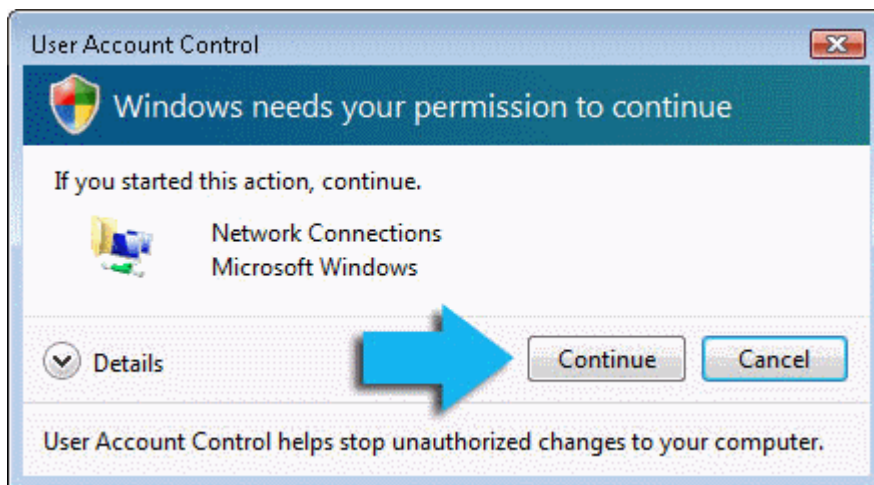 User Account Control
Windows needs your permission to continue
If you started this action, continue.
Network Connections
Microsoft Windows
Details
Continue
Cancel
User Account Control helps stop unauthorized changes to your computer.